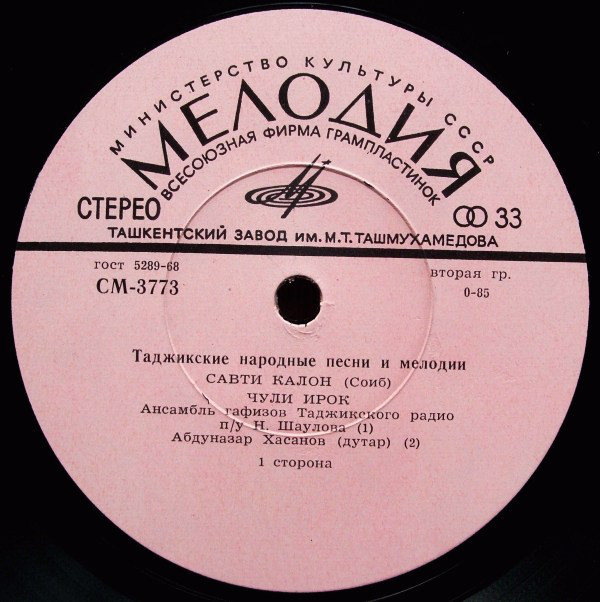 МИНИСТЕРСТВО КУЛЬТУРЫ СССР
МЕЛОДИЯ
ВСЕСОЮЗНАЯ ФИРМА ГРАМПЛАСТИНОК
СТЕРЕО
33
ТАШКЕНТСКИЙ ЗАВОД ИМ. М.Т. ТАШМУХАМЕДОВА
гост 5289-68
вторая гр.
СМ-3773
0-85
Таджикские народные песни и мелодии
САВТИ КАЛОН (Соиб)
ЧУЛИ ИРОК
Ансамбль гафизов Таджикского радио
п/у Н. Шаулова (1)
Абдуназар Хасанов (дутар) (2)
1 сторона